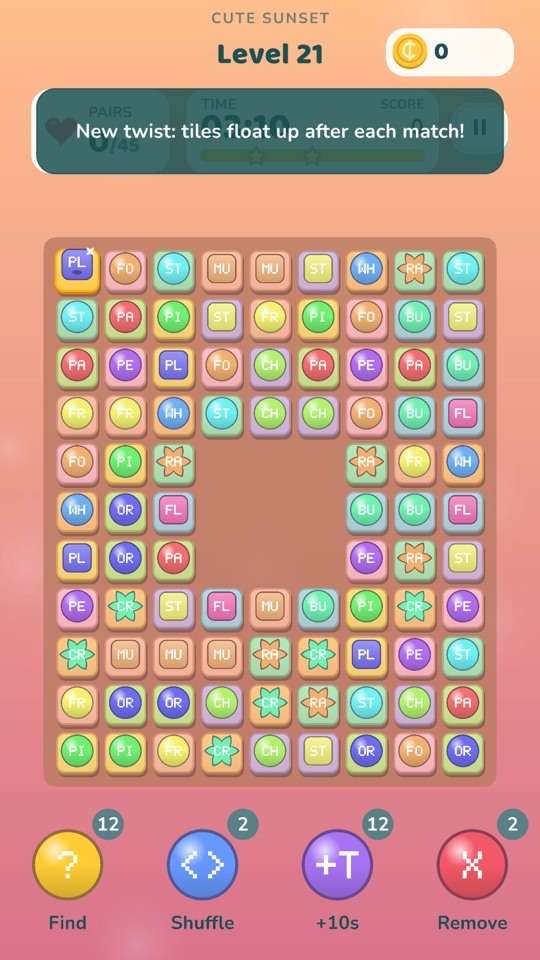 CUTE SUNSET
Level 21
0
PAIRS
TIME
SCORE
New twist: tiles float up after each match!
0/45
PL FO ST MU MU ST WH RA ST
ST PA PI ST FR PI FO BU ST
PA PE PL FO CH PA PE PA BU
FR FR WH ST CH CH FO BU FL
FO PI RA RA FR WH
WH OR FL BU BU FL
PL OR PA PE RA ST
PE CR ST FL MU BU PI CR PE
CR MU MU MU RA CR PL PE ST
FR OR OR CH CR RA ST CH PA
PI PI FR CR CH ST OR FO OR
12 2 12 2
? <> +T X
Find Shuffle +10s Remove